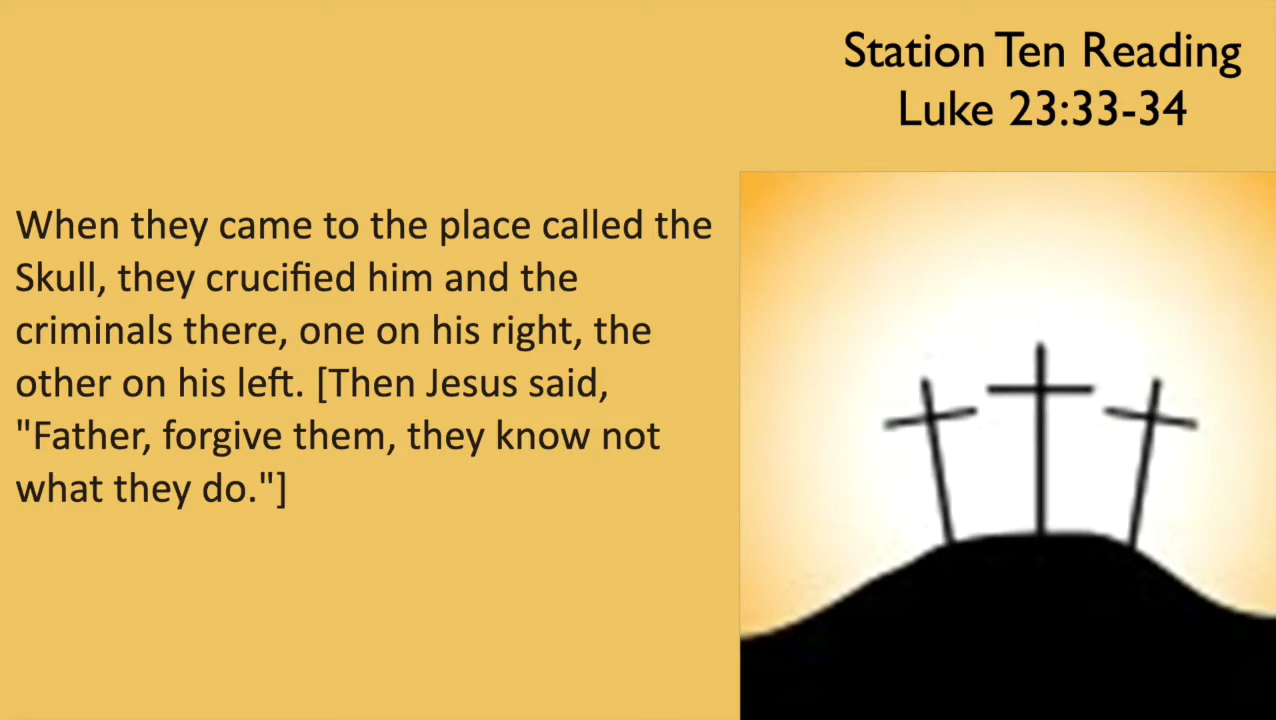 Station Ten Reading
Luke 23:33-34
When they came to the place called the
Skull, they crucified him and the
criminals there, one on his right, the
other on his left. [Then Jesus said,
"Father, forgive them, they know not
what they do."]